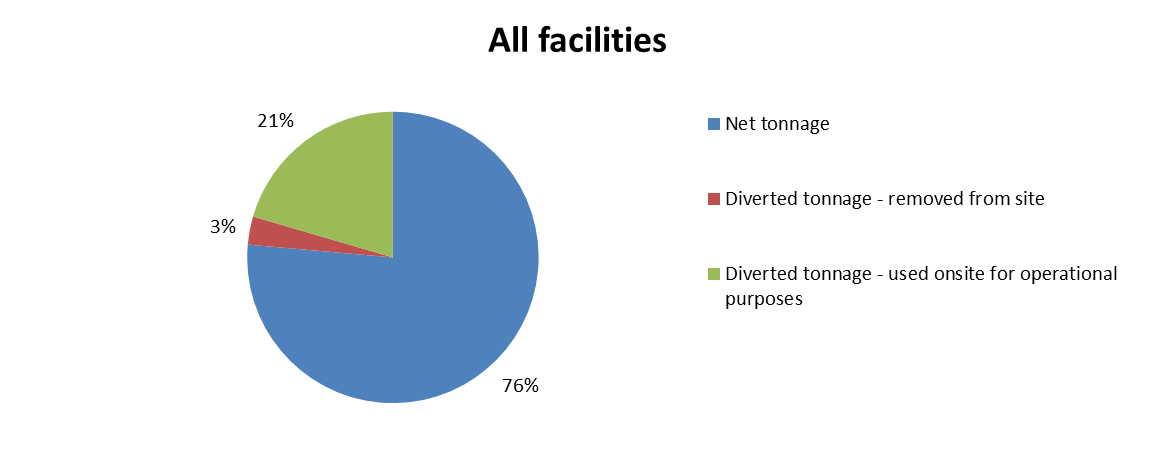 All facilities
21%
3%
76%
Net tonnage
Diverted tonnage - removed from site
Diverted tonnage - used onsite for operational
purposes